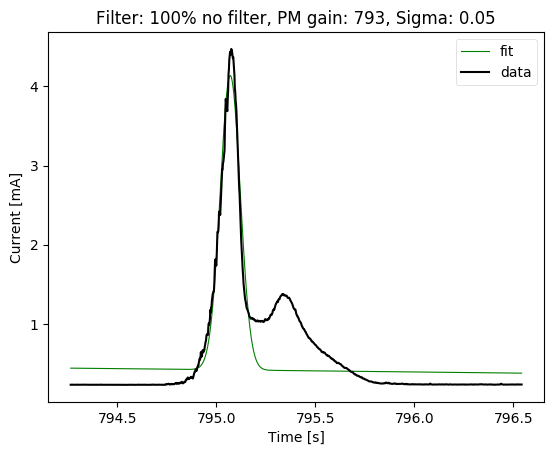 Filter: 100% no filter, PM gain: 793, Sigma: 0.05
fit
data
4
3
2
1
Current [mA]
794.5 795.0 795.5 796.0 796.5
Time [s]